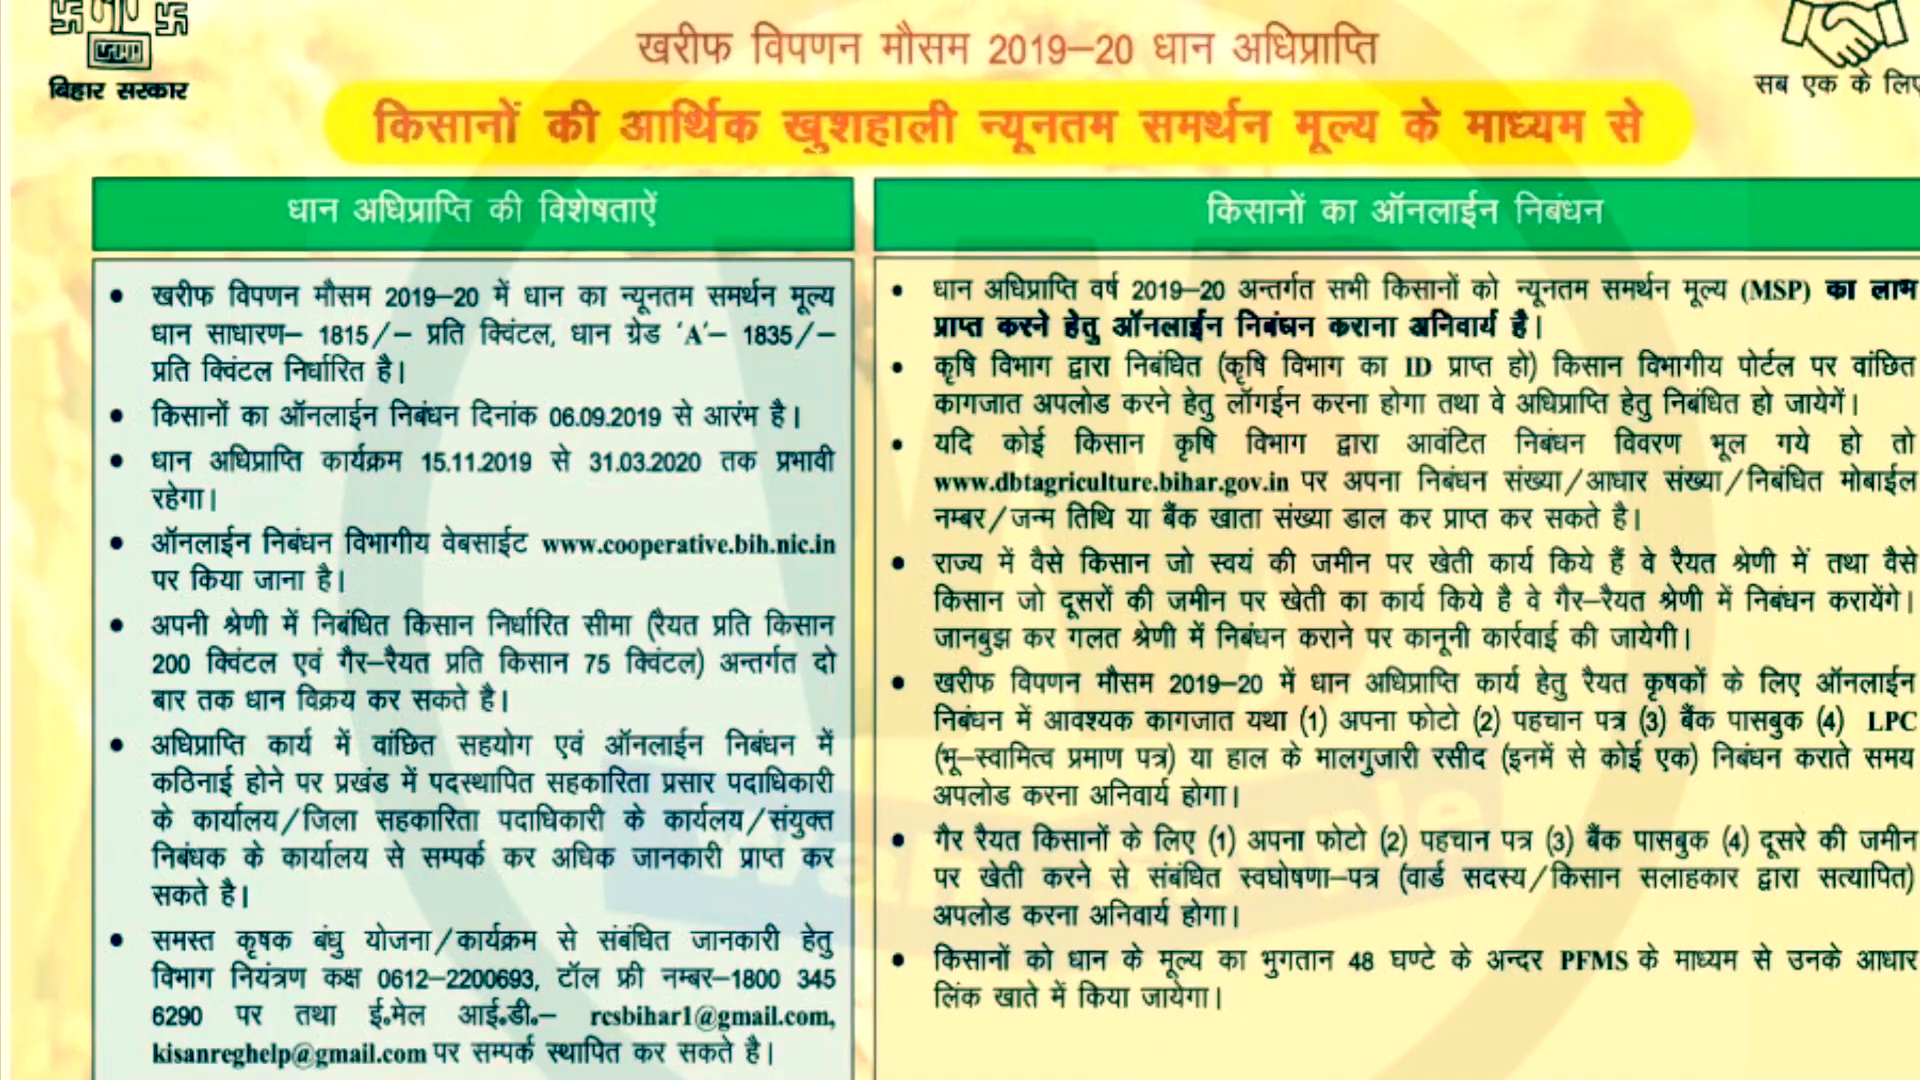 बिहार सरकार
खरीफ विपणन मौसम 2019–20 धान अधिप्राप्ति
सब एक के लिए
किसानों की आर्थिक खुशहाली न्यूनतम समर्थन मूल्य के माध्यम से
धान अधिप्राप्ति की विशेषताऐं
• खरीफ विपणन मौसम 2019–20 में धान का न्यूनतम समर्थन मूल्य
धान साधारण– 1815/– प्रति क्विंटल, धान ग्रेड 'A'– 1835/–
प्रति क्विंटल निर्धारित है।
• किसानों का ऑनलाईन निबंधन दिनांक 06.09.2019 से आरंभ है।
• धान अधिप्राप्ति कार्यक्रम 15.11.2019 से 31.03.2020 तक प्रभावी
रहेगा।
• ऑनलाईन निबंधन विभागीय वेबसाईट www.cooperative.bih.nic.in
पर किया जाना है।
• अपनी श्रेणी में निबंधित किसान निर्धारित सीमा (रैयत प्रति किसान
200 क्विंटल एवं गैर–रैयत प्रति किसान 75 क्विंटल) अन्तर्गत दो
बार तक धान विक्रय कर सकते है।
• अधिप्राप्ति कार्य में वांछित सहयोग एवं ऑनलाईन निबंधन में
कठिनाई होने पर प्रखंड में पदस्थापित सहकारिता प्रसार पदाधिकारी
के कार्यालय/जिला सहकारिता पदाधिकारी के कार्यलय/संयुक्त
निबंधक के कार्यालय से सम्पर्क कर अधिक जानकारी प्राप्त कर
सकते है।
• समस्त कृषक बंधु योजना/कार्यक्रम से संबंधित जानकारी हेतु
विभाग नियंत्रण कक्ष 0612–2200693, टॉल फ्री नम्बर–1800 345
6290 पर तथा ई.मेल आई.डी.– rcsbihar1@gmail.com,
kisanreghelp@gmail.com पर सम्पर्क स्थापित कर सकते है।
किसानों का ऑनलाईन निबंधन
• धान अधिप्राप्ति वर्ष 2019–20 अन्तर्गत सभी किसानों को न्यूनतम समर्थन मूल्य (MSP) का लाभ
प्राप्त करने हेतु ऑनलाईन निबंधन कराना अनिवार्य है।
• कृषि विभाग द्वारा निबंधित (कृषि विभाग का ID प्राप्त हो) किसान विभागीय पोर्टल पर वांछित
कागजात अपलोड करने हेतु लॉगईन करना होगा तथा वे अधिप्राप्ति हेतु निबंधित हो जायेगें।
• यदि कोई किसान कृषि विभाग द्वारा आवंटित निबंधन विवरण भूल गये हो तो
www.dbtagriculture.bihar.gov.in पर अपना निबंधन संख्या/आधार संख्या/निबंधित मोबाईल
नम्बर/जन्म तिथि या बैंक खाता संख्या डाल कर प्राप्त कर सकते है।
• राज्य में वैसे किसान जो स्वयं की जमीन पर खेती कार्य किये हैं वे रैयत श्रेणी में तथा वैसे
किसान जो दूसरों की जमीन पर खेती का कार्य किये है वे गैर–रैयत श्रेणी में निबंधन करायेंगे।
जानबुझ कर गलत श्रेणी में निबंधन कराने पर कानूनी कार्रवाई की जायेगी।
• खरीफ विपणन मौसम 2019–20 में धान अधिप्राप्ति कार्य हेतु रैयत कृषकों के लिए ऑनलाईन
निबंधन में आवश्यक कागजात यथा (1) अपना फोटो (2) पहचान पत्र (3) बैंक पासबुक (4) LPC
(भू–स्वामित्व प्रमाण पत्र) या हाल के मालगुजारी रसीद (इनमें से कोई एक) निबंधन कराते समय
अपलोड करना अनिवार्य होगा।
• गैर रैयत किसानों के लिए (1) अपना फोटो (2) पहचान पत्र (3) बैंक पासबुक (4) दूसरे की जमीन
पर खेती करने से संबंधित स्वघोषणा–पत्र (वार्ड सदस्य/किसान सलाहकार द्वारा सत्यापित)
अपलोड करना अनिवार्य होगा।
• किसानों को धान के मूल्य का भुगतान 48 घण्टे के अन्दर PFMS के माध्यम से उनके आधार
लिंक खाते में किया जायेगा।